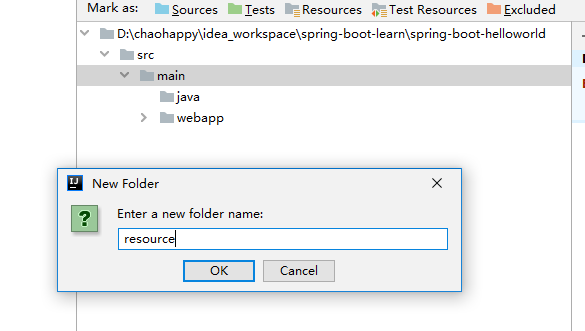 Mark as: Sources Tests Resources Test Resources Excluded
D:\chaohappy\idea_workspace\spring-boot-learn\spring-boot-helloworld
src
main
java
webapp
New Folder
Enter a new folder name:
resource
OK Cancel